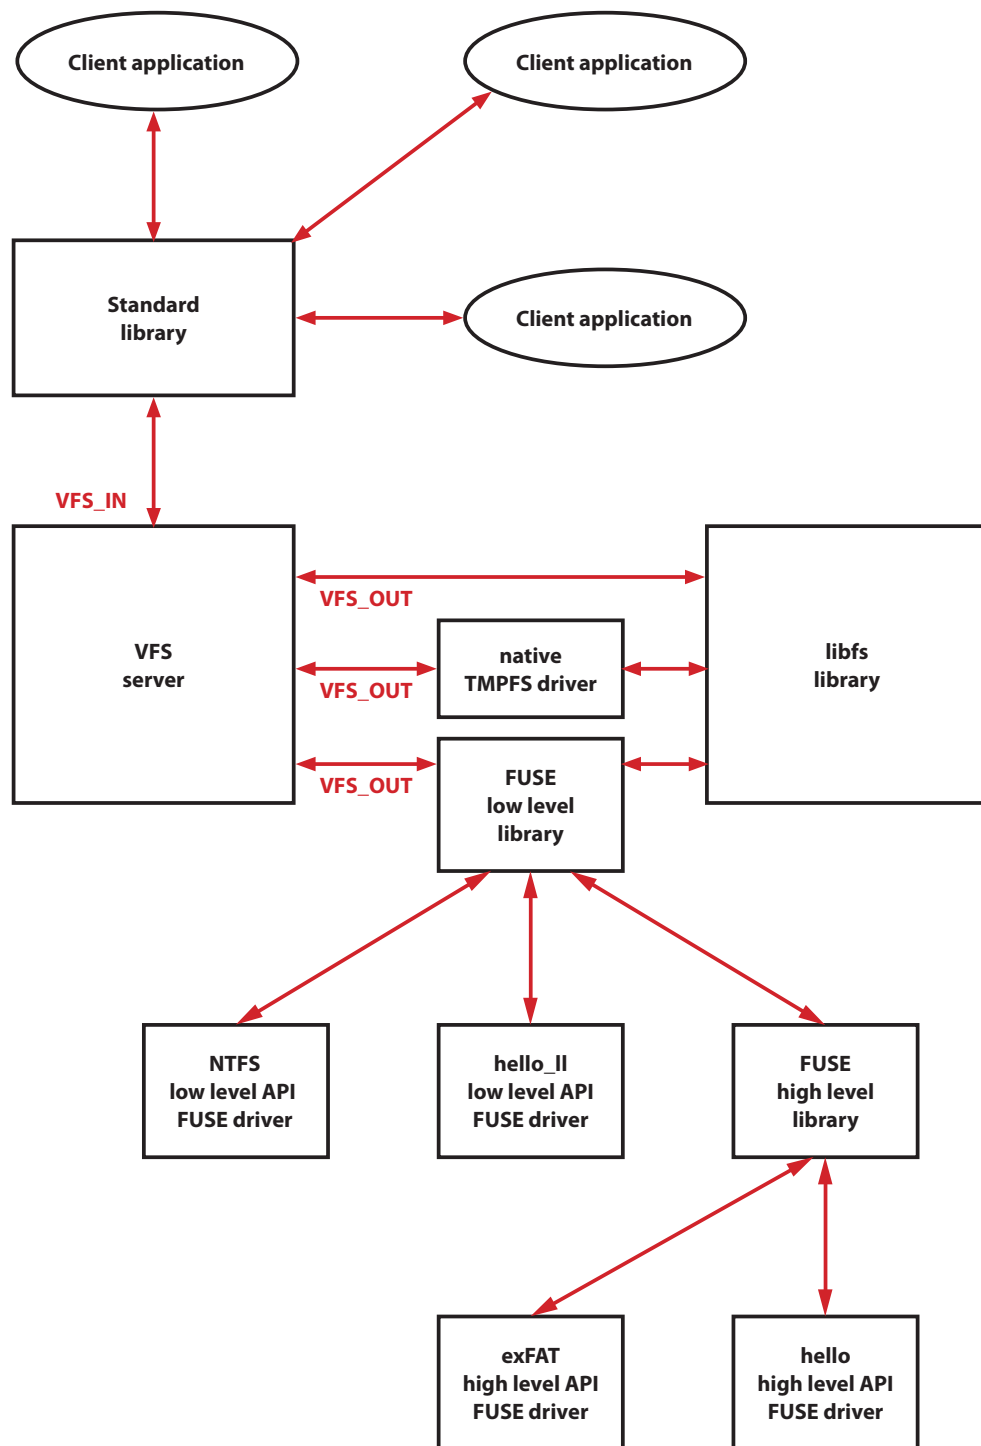 Client application
Client application
Standard
library
Client application
VFS_IN
VFS
server
VFS_OUT
native
TMPFS driver
VFS_OUT
libfs
library
FUSE
low level
library
VFS_OUT
NTFS
low level API
FUSE driver
hello_ll
low level API
FUSE driver
FUSE
high level
library
exFAT
high level API
FUSE driver
hello
high level API
FUSE driver